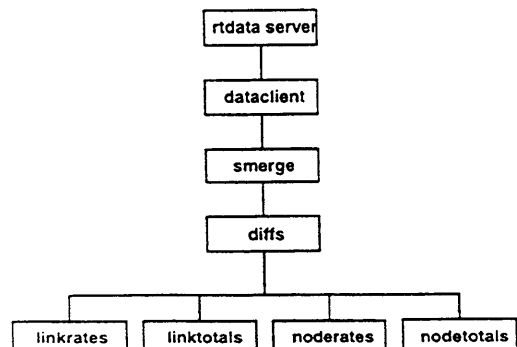 rtdata server
dataclient
smerge
diffs
linkrates linktotals noderates nodetotals